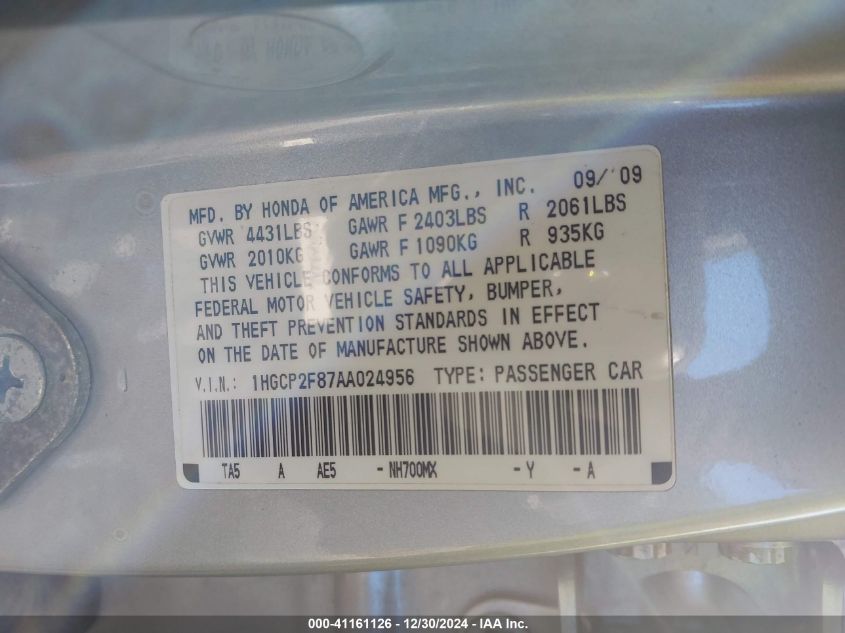 MFD. BY HONDA OF AMERICA MFG., INC. 09/ 09
GVWR 4431LBS GAWR F 2403LBS R 2061LBS
GVWR 2010KG GAWR F 1090KG R 935KG
THIS VEHICLE CONFORMS TO ALL APPLICABLE
FEDERAL MOTOR VEHICLE SAFETY, BUMPER,
AND THEFT PREVENTION STANDARDS IN EFFECT
ON THE DATE OF MANUFACTURE SHOWN ABOVE.
V.I.N.: 1HGCP2F87AA024956 TYPE: PASSENGER CAR
TA5 A AE5 - NH700MX - Y - A
000-41161126 - 12/30/2024 - IAA Inc.